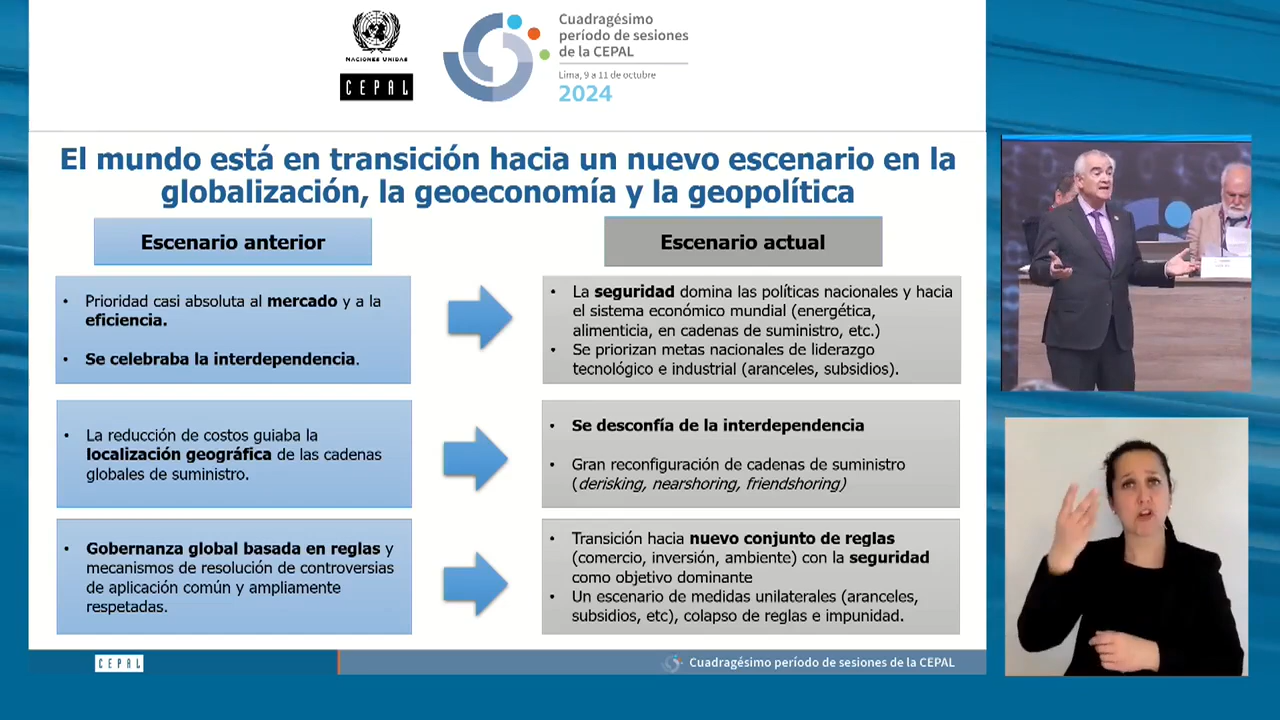 NACIONES UNIDAS
CEPAL
Cuadragésimo
período de sesiones
de la CEPAL
Lima, 9 a 11 de octubre
2024
El mundo está en transición hacia un nuevo escenario en la
globalización, la geoeconomía y la geopolítica
Escenario anterior
Escenario actual
• Prioridad casi absoluta al mercado y a la
eficiencia.
• Se celebraba la interdependencia.
• La seguridad domina las políticas nacionales y hacia
el sistema económico mundial (energética,
alimenticia, en cadenas de suministro, etc.)
• Se priorizan metas nacionales de liderazgo
tecnológico e industrial (aranceles, subsidios).
• La reducción de costos guiaba la
localización geográfica de las cadenas
globales de suministro.
• Se desconfía de la interdependencia
• Gran reconfiguración de cadenas de suministro
(derisking, nearshoring, friendshoring)
• Gobernanza global basada en reglas y
mecanismos de resolución de controversias
de aplicación común y ampliamente
respetadas.
• Transición hacia nuevo conjunto de reglas
(comercio, inversión, ambiente) con la seguridad
como objetivo dominante
• Un escenario de medidas unilaterales (aranceles,
subsidios, etc), colapso de reglas e impunidad.
CEPAL
Cuadragésimo período de sesiones de la CEPAL